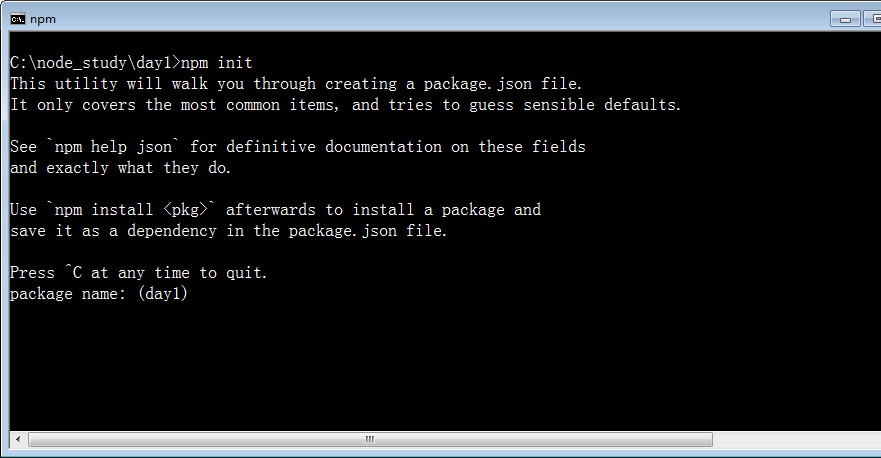 npm
C:\node_study\day1>npm init
This utility will walk you through creating a package.json file.
It only covers the most common items, and tries to guess sensible defaults.
See `npm help json` for definitive documentation on these fields
and exactly what they do.
Use `npm install <pkg>` afterwards to install a package and
save it as a dependency in the package.json file.
Press ^C at any time to quit.
package name: (day1)